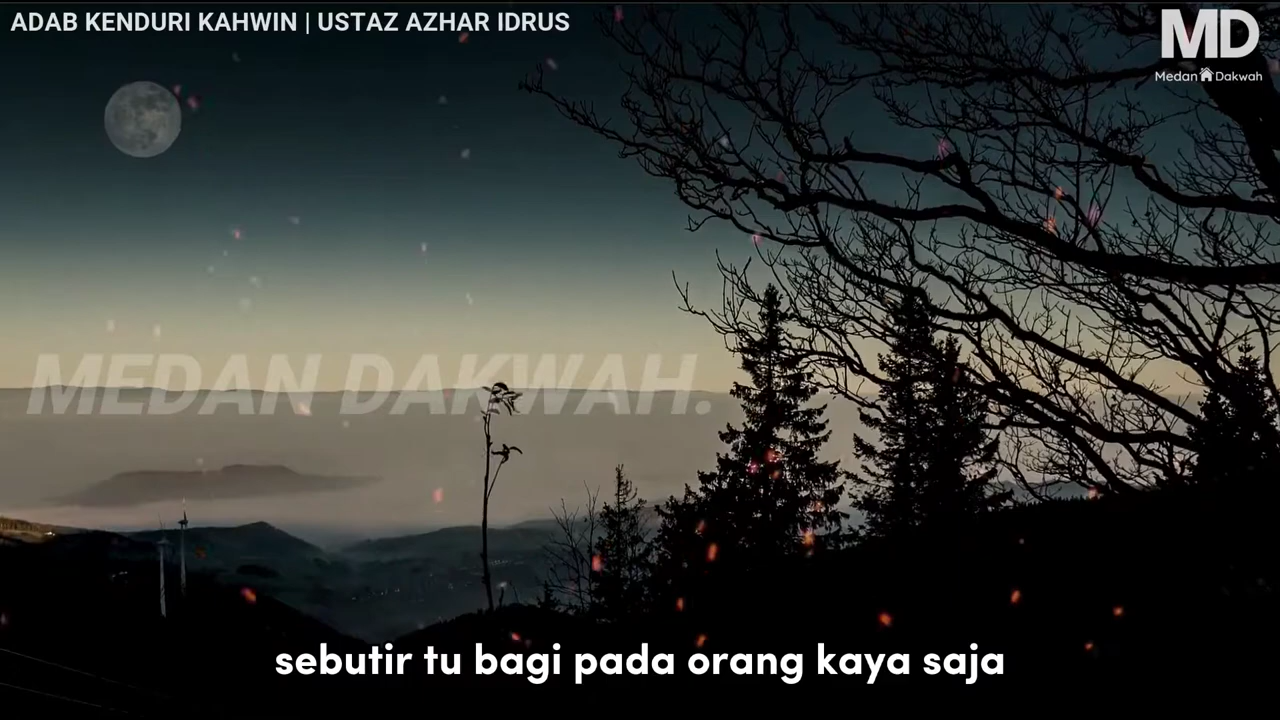 ADAB KENDURI KAHWIN | USTAZ AZHAR IDRUS
MD
Medan Dakwah
MEDAN DAKWAH.
sebutir tu bagi pada orang kaya saja